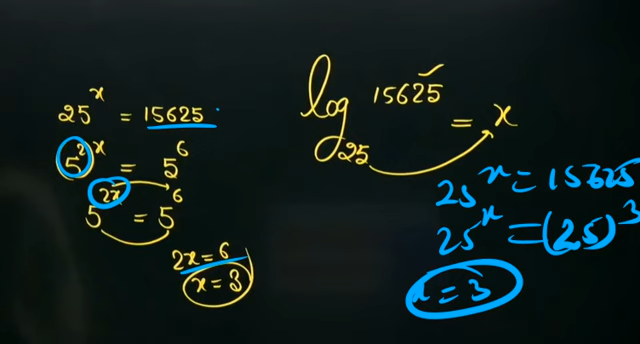 25^x = 15625
5^2^x = 5^6
5^2x = 5^6
2x = 6
x = 3
log_25 15625 = x
25^x = 15625
25^x = (25)^3
x = 3